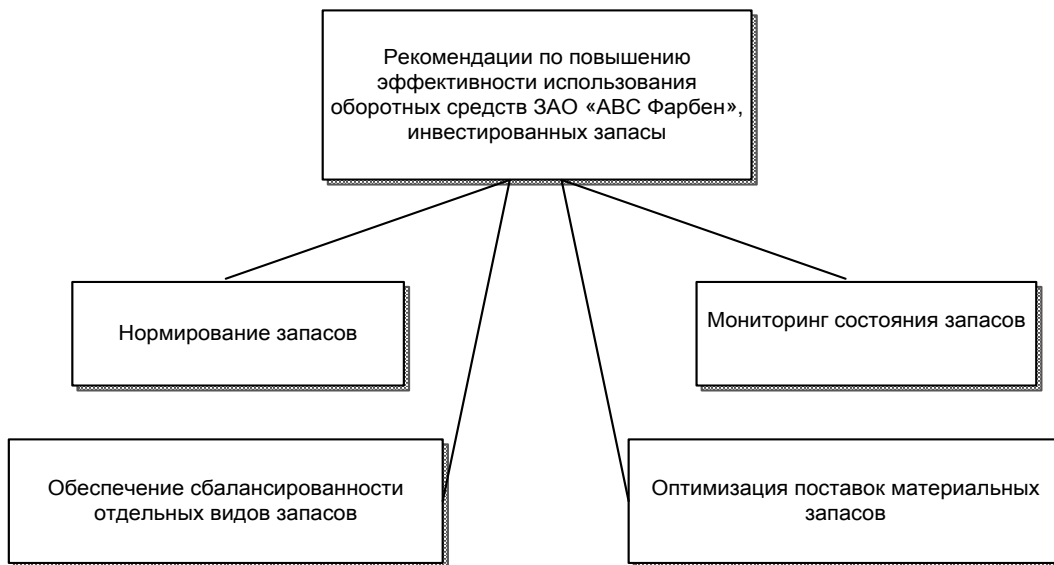 Рекомендации по повышению
эффективности использования
оборотных средств ЗАО «АВС Фарбен»,
инвестированных запасы
Нормирование запасов
Мониторинг состояния запасов
Обеспечение сбалансированности
отдельных видов запасов
Оптимизация поставок материальных
запасов